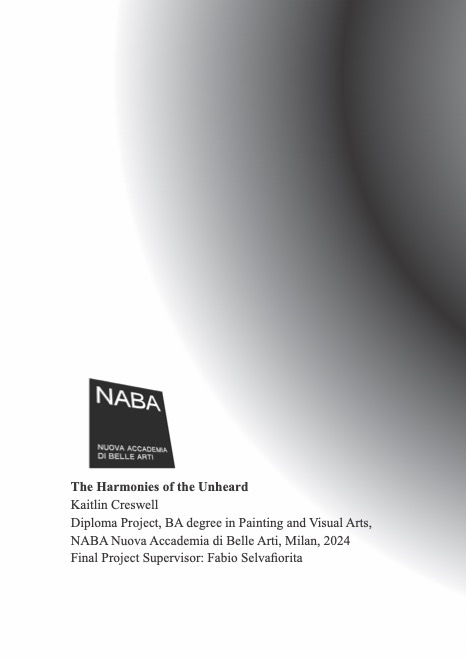 NABA
NUOVA ACCADEMIA
DI BELLE ARTI
The Harmonies of the Unheard
Kaitlin Creswell
Diploma Project, BA degree in Painting and Visual Arts,
NABA Nuova Accademia di Belle Arti, Milan, 2024
Final Project Supervisor: Fabio Selvafiorita